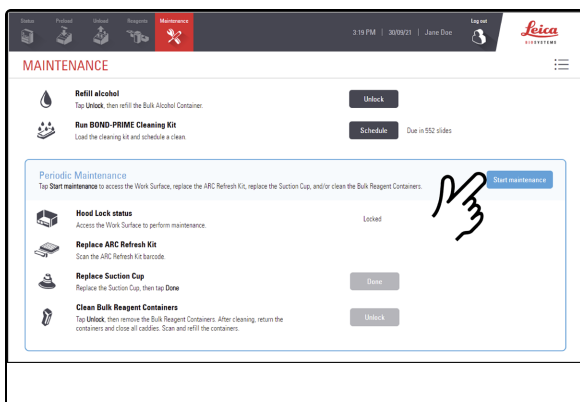 Status Preload Unload Reagents Maintenance
3:19 PM | 30/09/21 | Jane Doe
Log out
Leica
BIOSYSTEMS
MAINTENANCE
Refill alcohol
Tap Unlock, then refill the Bulk Alcohol Container.
Unlock
Run BOND-PRIME Cleaning Kit
Load the cleaning kit and schedule a clean.
Schedule
Due in 552 slides
Periodic Maintenance
Tap Start maintenance to access the Work Surface, replace the ARC Refresh Kit, replace the Suction Cup, and/or clean the Bulk Reagent Containers.
Start maintenance
Hood Lock status
Access the Work Surface to perform maintenance.
Locked
Replace ARC Refresh Kit
Scan the ARC Refresh Kit barcode.
Replace Suction Cup
Replace the Suction Cup, then tap Done
Done
Clean Bulk Reagent Containers
Tap Unlock, then remove the Bulk Reagent Containers. After cleaning, return the
containers and close all caddies. Scan and refill the containers.
Unlock